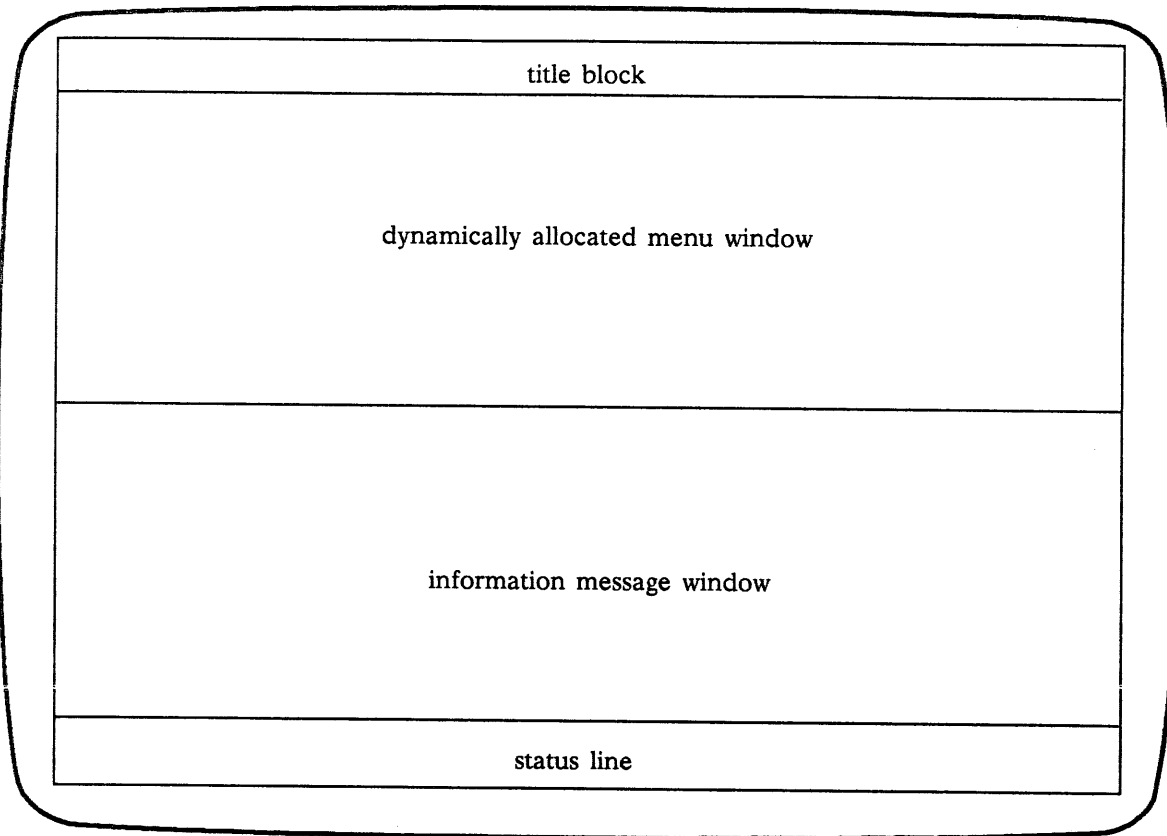 title block
dynamically allocated menu window
information message window
status line